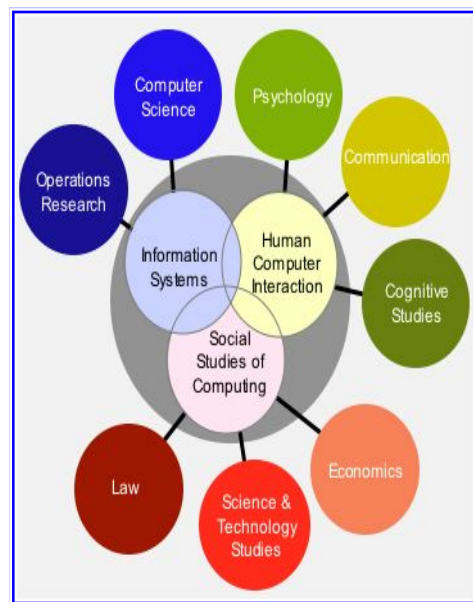 Computer
Science
Psychology
Operations
Research
Communication
Information
Systems
Human
Computer
Interaction
Cognitive
Studies
Social
Studies of
Computing
Law
Science &
Technology
Studies
Economics